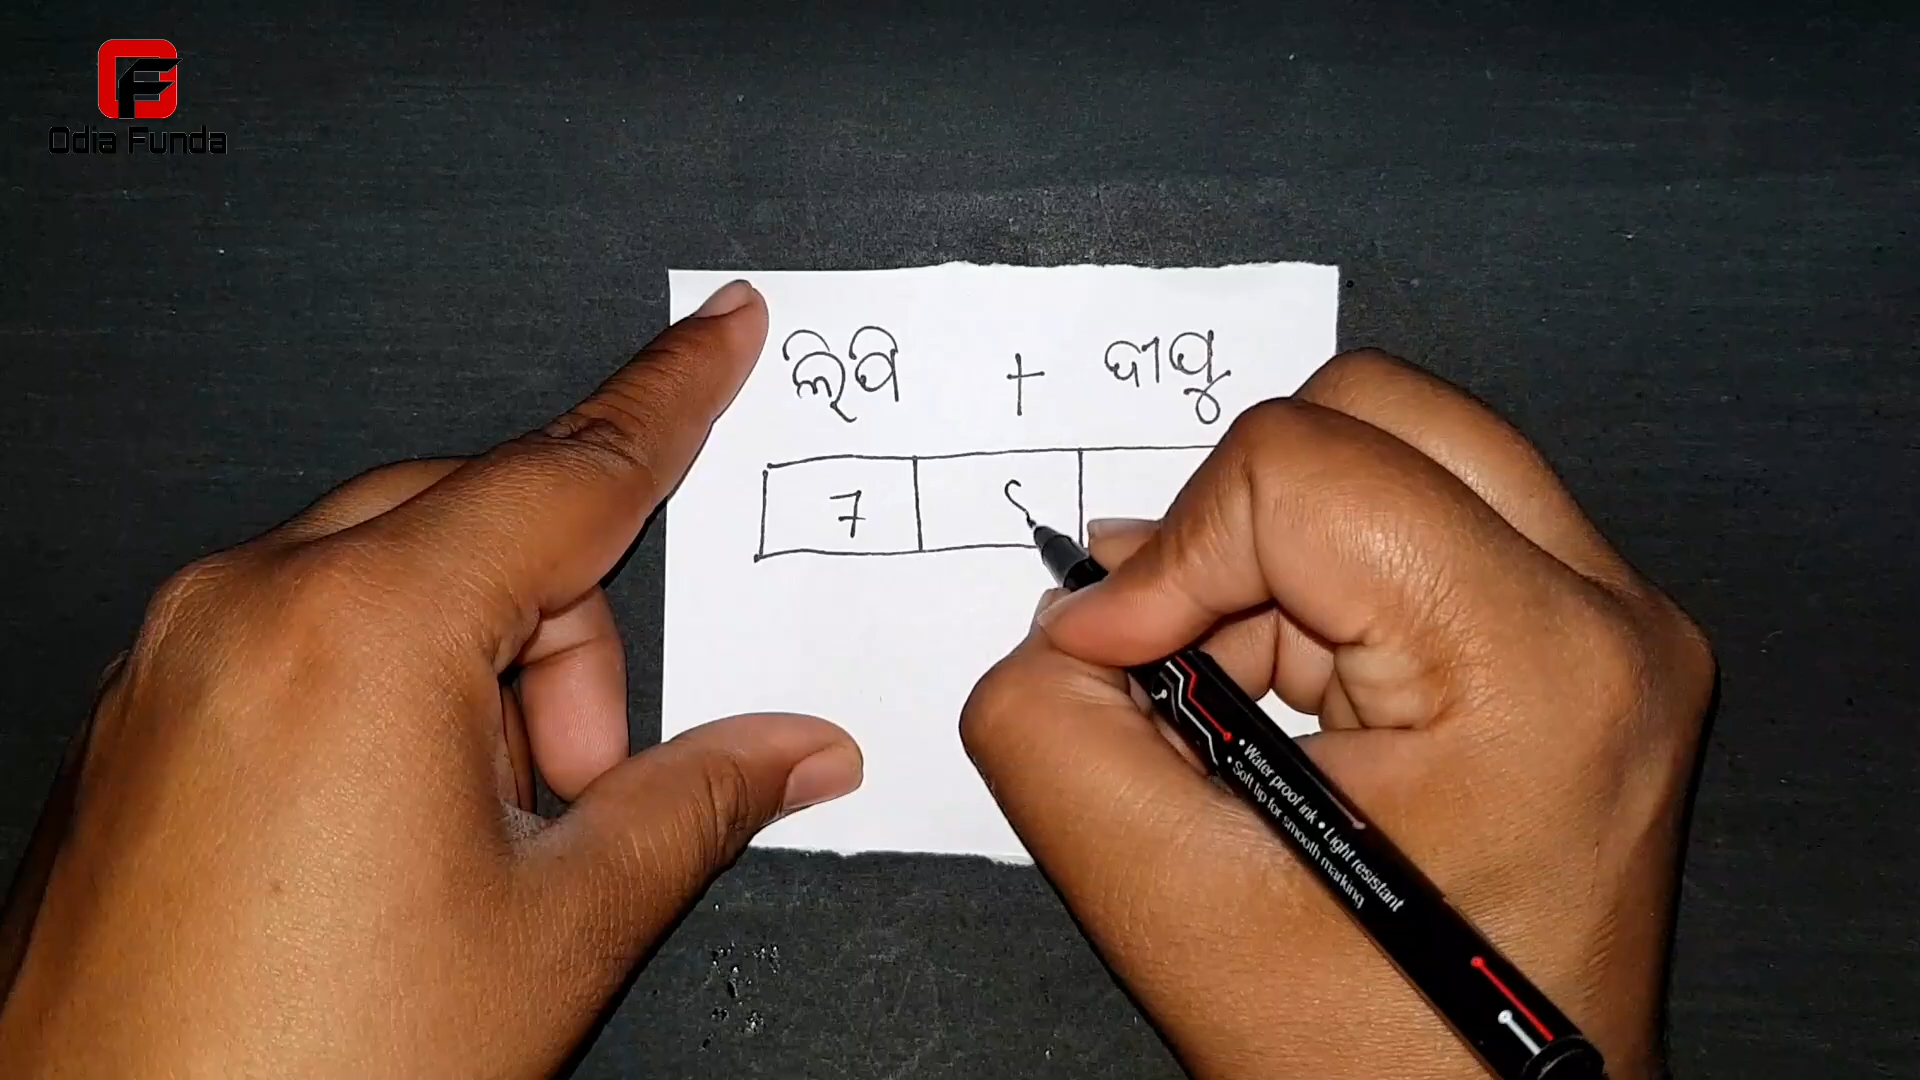 Odia Funda
ଲିପି + ଦୀପୁ
7
• Water proof ink • Light resistant
• Soft tip for smooth marking